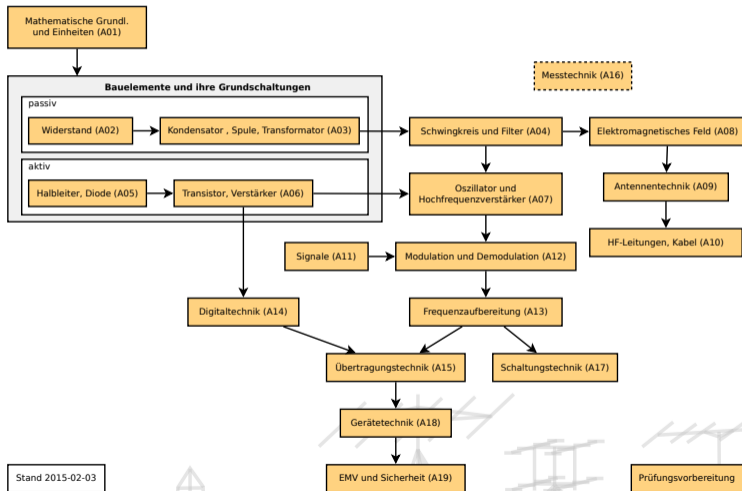 Mathematische Grundl.
und Einheiten (A01)
Bauelemente und ihre Grundschaltungen
passiv
Widerstand (A02)
Kondensator , Spule, Transformator (A03)
aktiv
Halbleiter, Diode (A05)
Transistor, Verstärker (A06)
Messtechnik (A16)
Schwingkreis und Filter (A04)
Elektromagnetisches Feld (A08)
Oszillator und
Hochfrequenzverstärker (A07)
Antennentechnik (A09)
HF-Leitungen, Kabel (A10)
Signale (A11)
Modulation und Demodulation (A12)
Digitaltechnik (A14)
Frequenzaufbereitung (A13)
Übertragungstechnik (A15)
Schaltungstechnik (A17)
Gerätetechnik (A18)
EMV und Sicherheit (A19)
Stand 2015-02-03
Prüfungsvorbereitung